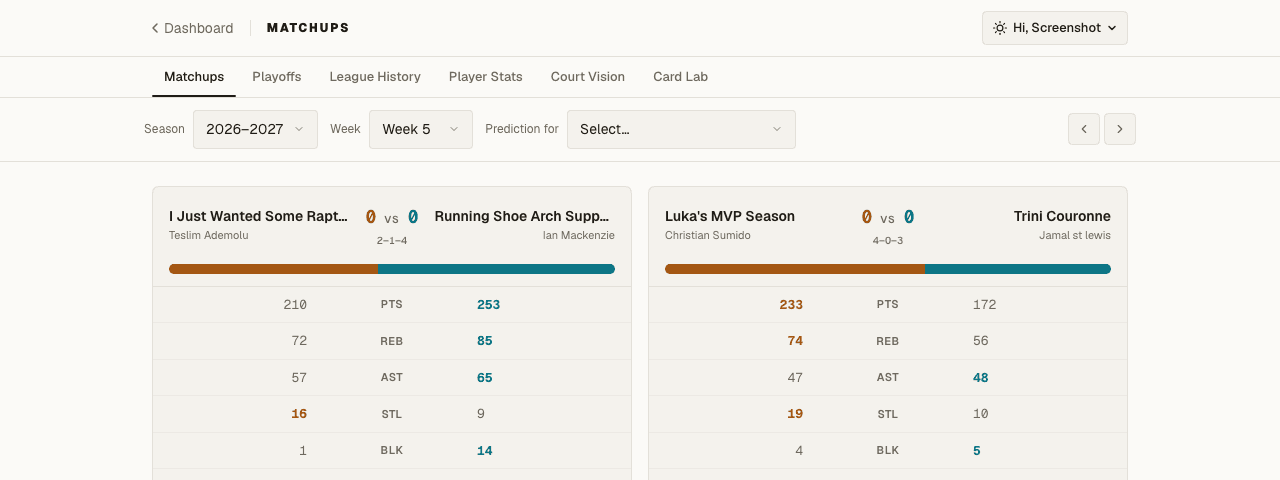 Dashboard MATCHUPS Hi, Screenshot
Matchups Playoffs League History Player Stats Court Vision Card Lab
Season 2026–2027 Week Week 5 Prediction for Select...
I Just Wanted Some Rapt... 0 vs 0 Running Shoe Arch Supp...
Teslim Ademolu 2–1–4 Ian Mackenzie
210 PTS 253
72 REB 85
57 AST 65
16 STL 9
1 BLK 14
Luka's MVP Season 0 vs 0 Trini Couronne
Christian Sumido 4–0–3 Jamal st lewis
233 PTS 172
74 REB 56
47 AST 48
19 STL 10
4 BLK 5